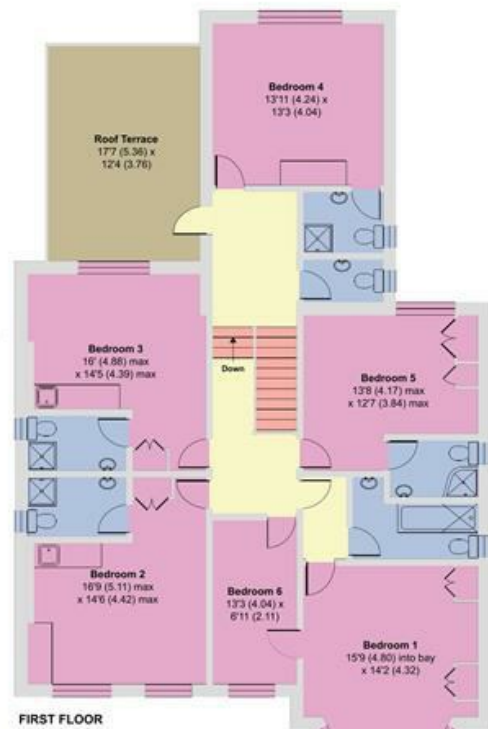 Bedroom 4
13'11 (4.24) x
13'3 (4.04)
Roof Terrace
17'7 (5.36) x
12'4 (3.76)
Bedroom 3
16' (4.88) max
x 14'5 (4.39) max
Down
Bedroom 5
13'8 (4.17) max
x 12'7 (3.84) max
Bedroom 2
16'9 (5.11) max
x 14'6 (4.42) max
Bedroom 6
13'3 (4.04) x
6'11 (2.11)
Bedroom 1
15'9 (4.80) into bay
x 14'2 (4.32)
FIRST FLOOR